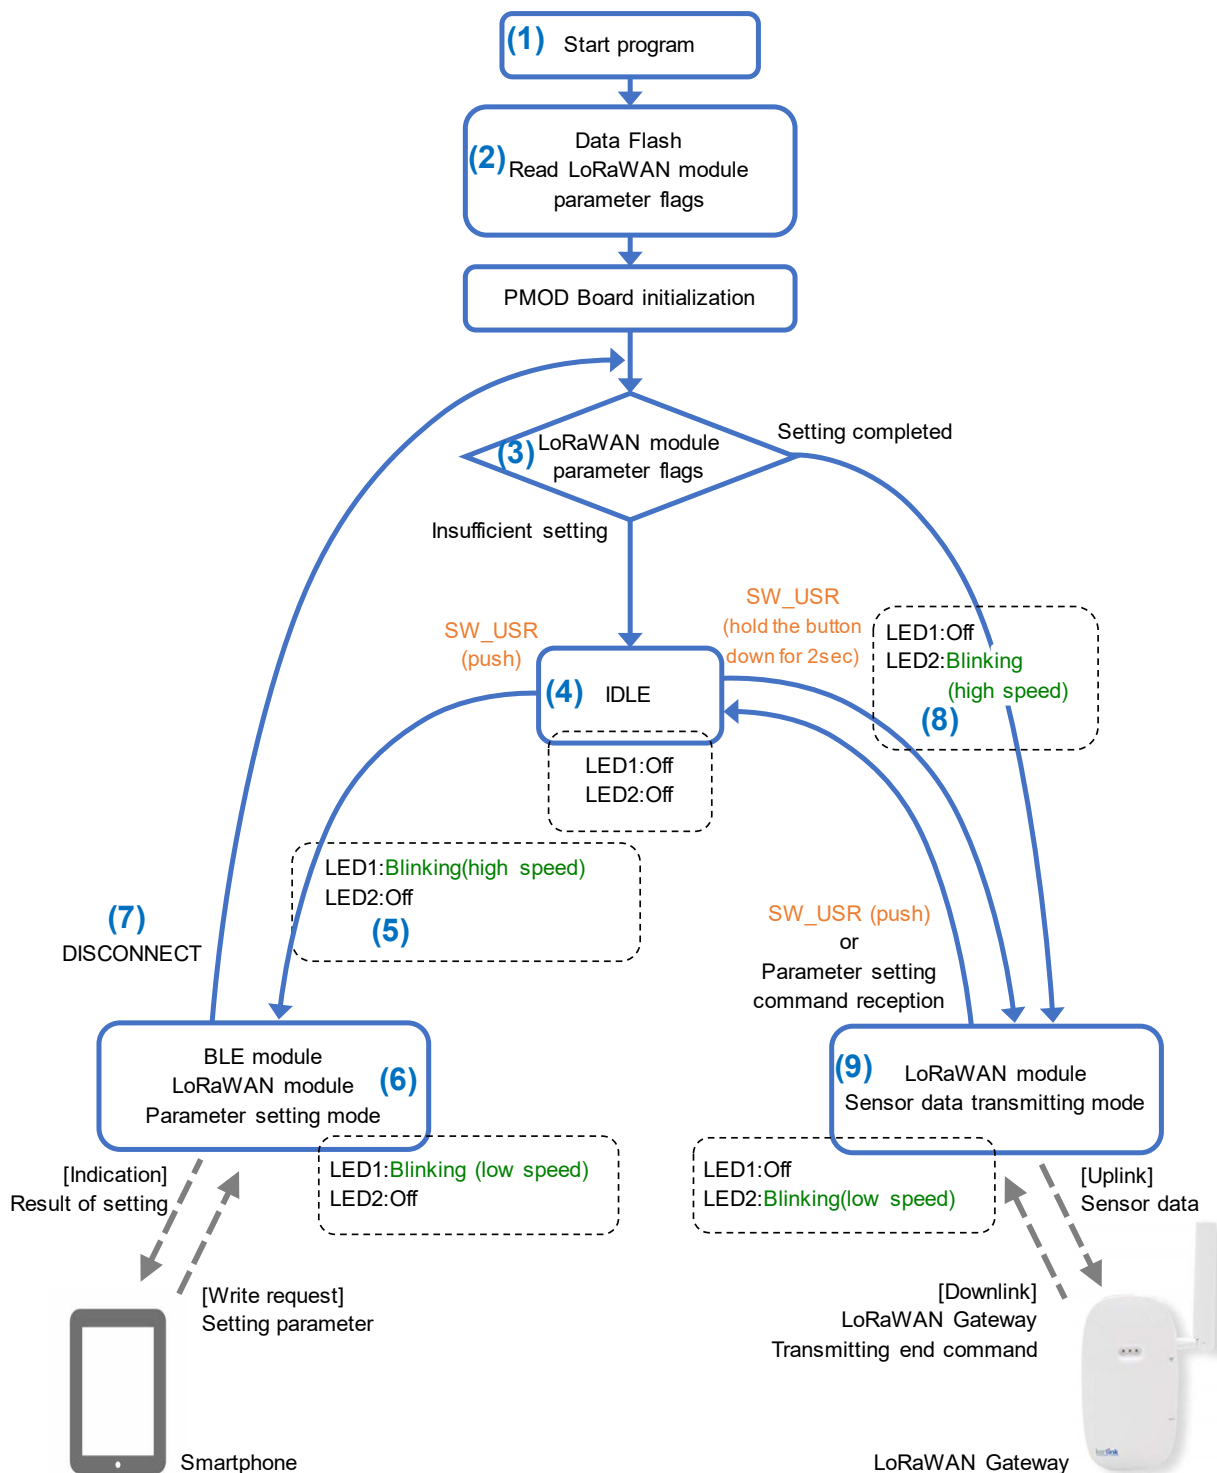 (1) Start program
Data Flash
(2) Read LoRaWAN module
parameter flags
PMOD Board initialization
Setting completed
(3) LoRaWAN module
parameter flags
Insufficient setting
SW_USR
(push)
SW_USR
(hold the button
down for 2sec)
LED1:Off
LED2:Blinking
(high speed)
(8)
(4) IDLE
LED1:Off
LED2:Off
LED1:Blinking(high speed)
LED2:Off
(5)
(7)
DISCONNECT
SW_USR (push)
or
Parameter setting
command reception
BLE module
LoRaWAN module
Parameter setting mode
(6)
(9) LoRaWAN module
Sensor data transmitting mode
LED1:Blinking (low speed)
LED2:Off
LED1:Off
LED2:Blinking(low speed)
[Indication]
Result of setting
[Uplink]
Sensor data
[Write request]
Setting parameter
[Downlink]
LoRaWAN Gateway
Transmitting end command
kerlink
Smartphone
LoRaWAN Gateway